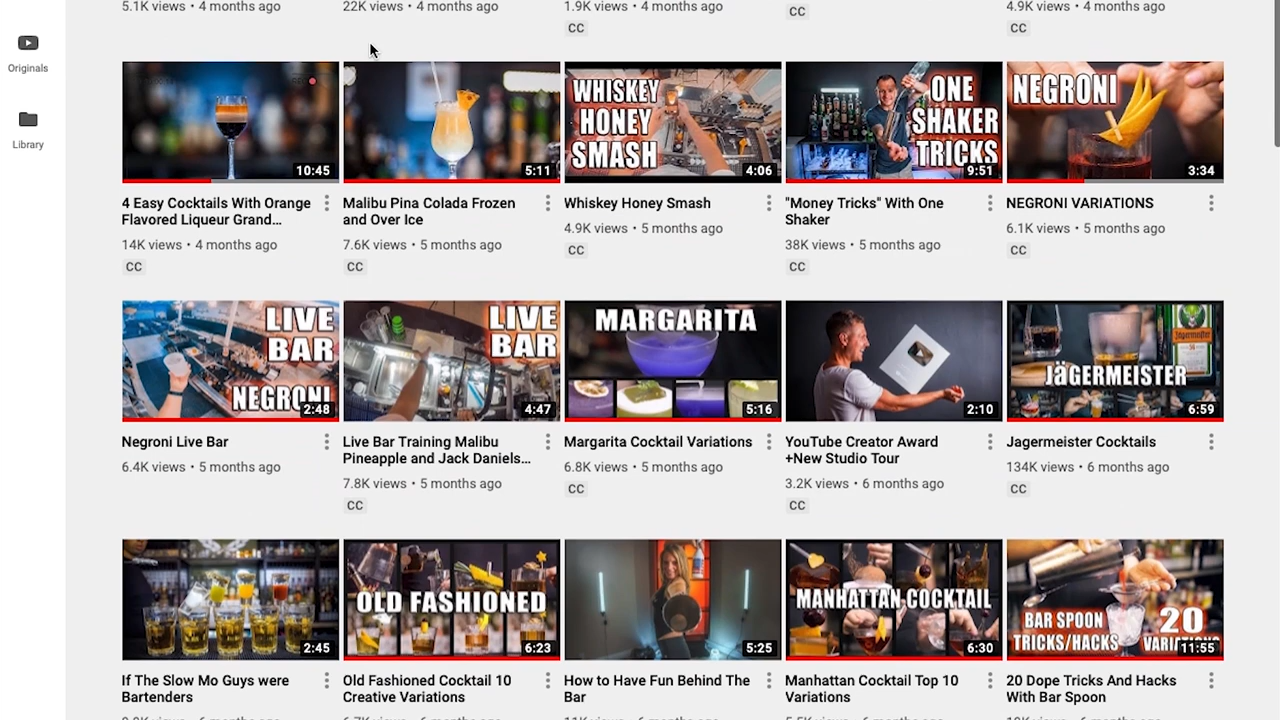 5.1K views • 4 months ago
22K views • 4 months ago
1.9K views • 4 months ago
CC
CC
4.9K views • 4 months ago
CC
Originals
Library
10:45
4 Easy Cocktails With Orange
Flavored Liqueur Grand...
14K views • 4 months ago
CC
5:11
Malibu Pina Colada Frozen
and Over Ice
7.6K views • 5 months ago
CC
WHISKEY
HONEY
SMASH
4:06
Whiskey Honey Smash
4.9K views • 5 months ago
CC
ONE
SHAKER
TRICKS
9:51
"Money Tricks" With One
Shaker
38K views • 5 months ago
CC
NEGRONI
3:34
NEGRONI VARIATIONS
6.1K views • 5 months ago
CC
LIVE
BAR
NEGRONI
2:48
Negroni Live Bar
6.4K views • 5 months ago
LIVE
BAR
4:47
Live Bar Training Malibu
Pineapple and Jack Daniels...
7.8K views • 5 months ago
CC
MARGARITA
5:16
Margarita Cocktail Variations
6.8K views • 5 months ago
CC
2:10
YouTube Creator Award
+New Studio Tour
3.2K views • 6 months ago
CC
JäGERMEISTER
6:59
Jagermeister Cocktails
134K views • 6 months ago
CC
2:45
If The Slow Mo Guys were
Bartenders
OLD FASHIONED
6:23
Old Fashioned Cocktail 10
Creative Variations
5:25
How to Have Fun Behind The
Bar
MANHATTAN COCKTAIL
6:30
Manhattan Cocktail Top 10
Variations
BAR SPOON
TRICKS/HACKS
20
11:55
20 Dope Tricks And Hacks
With Bar Spoon